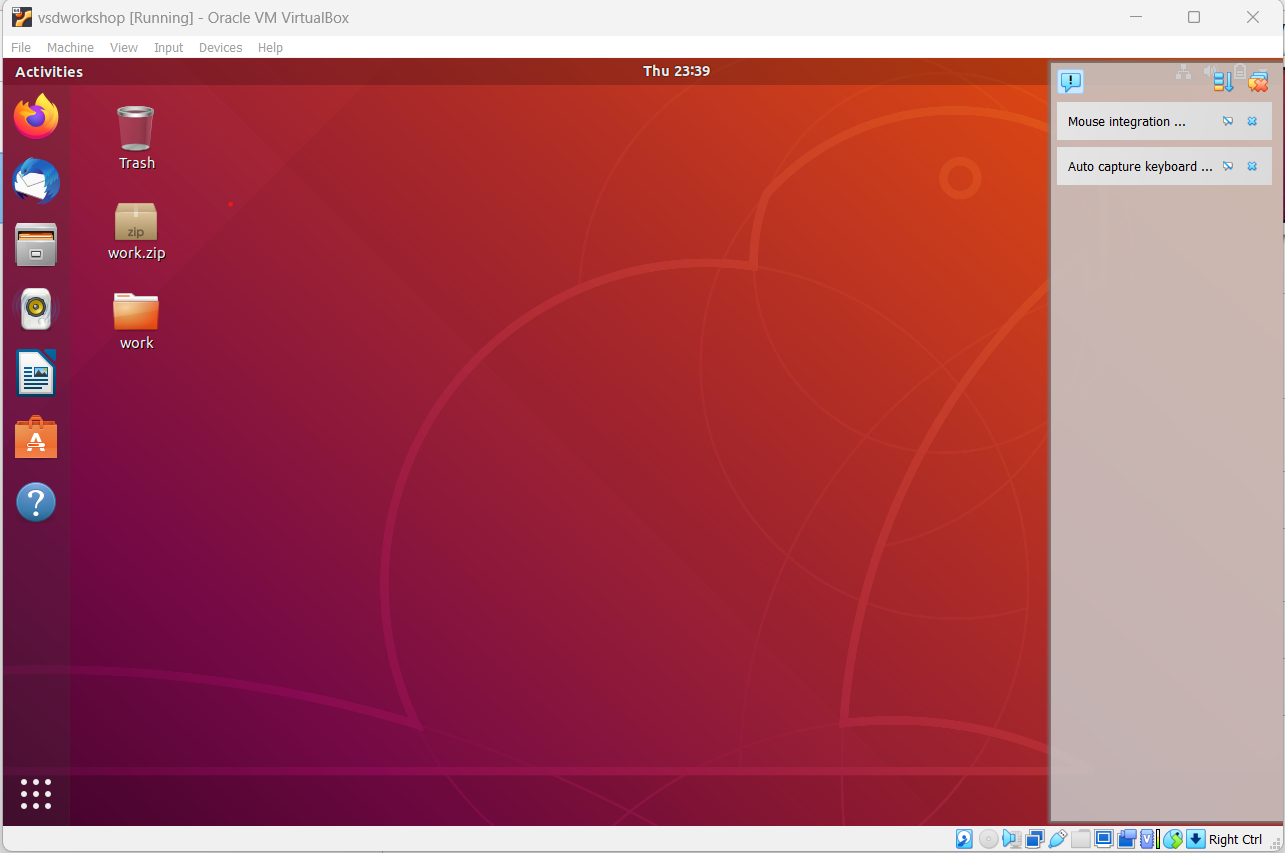 vsdworkshop [Running] - Oracle VM VirtualBox
File Machine View Input Devices Help
Activities
Thu 23:39
Mouse integration ...
Auto capture keyboard ...
Trash
zip
work.zip
work
Right Ctrl